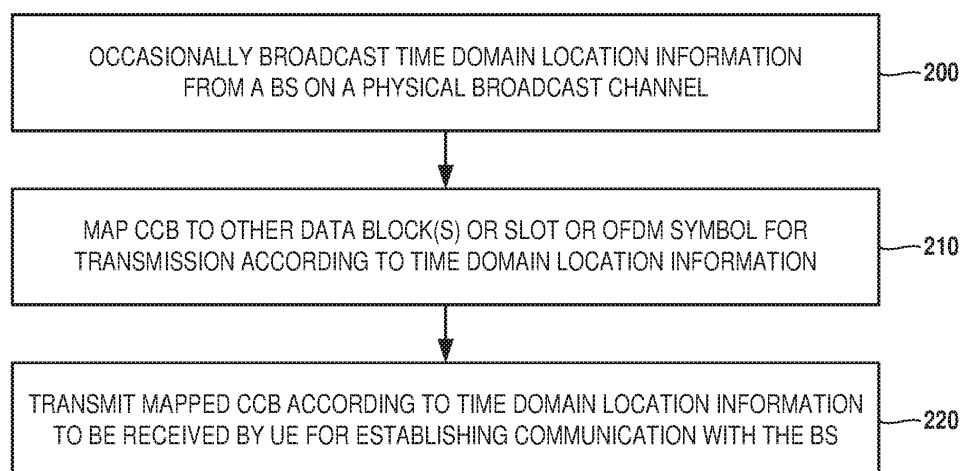 OCCASIONALLY BROADCAST TIME DOMAIN LOCATION INFORMATION
FROM A BS ON A PHYSICAL BROADCAST CHANNEL
200
MAP CCB TO OTHER DATA BLOCK(S) OR SLOT OR OFDM SYMBOL FOR
TRANSMISSION ACCORDING TO TIME DOMAIN LOCATION INFORMATION
210
TRANSMIT MAPPED CCB ACCORDING TO TIME DOMAIN LOCATION INFORMATION
TO BE RECEIVED BY UE FOR ESTABLISHING COMMUNICATION WITH THE BS
220